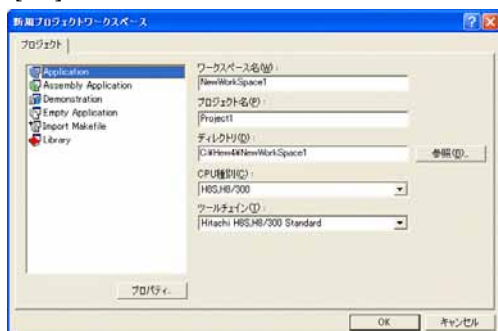 新規プロジェクトワークスペース
プロジェクト
Application
Assembly Application
Demonstration
Empty Application
Import Makefile
Library
プロパティ...
ワークスペース名(W) :
NewWorkSpace1
プロジェクト名(P) :
Project1
ディレクトリ(D) :
C:¥Hew4¥NewWorkSpace1
参照(B)...
CPU種別(C) :
H8S,H8/300
ツールチェイン(T) :
Hitachi H8S,H8/300 Standard
OK
キャンセル